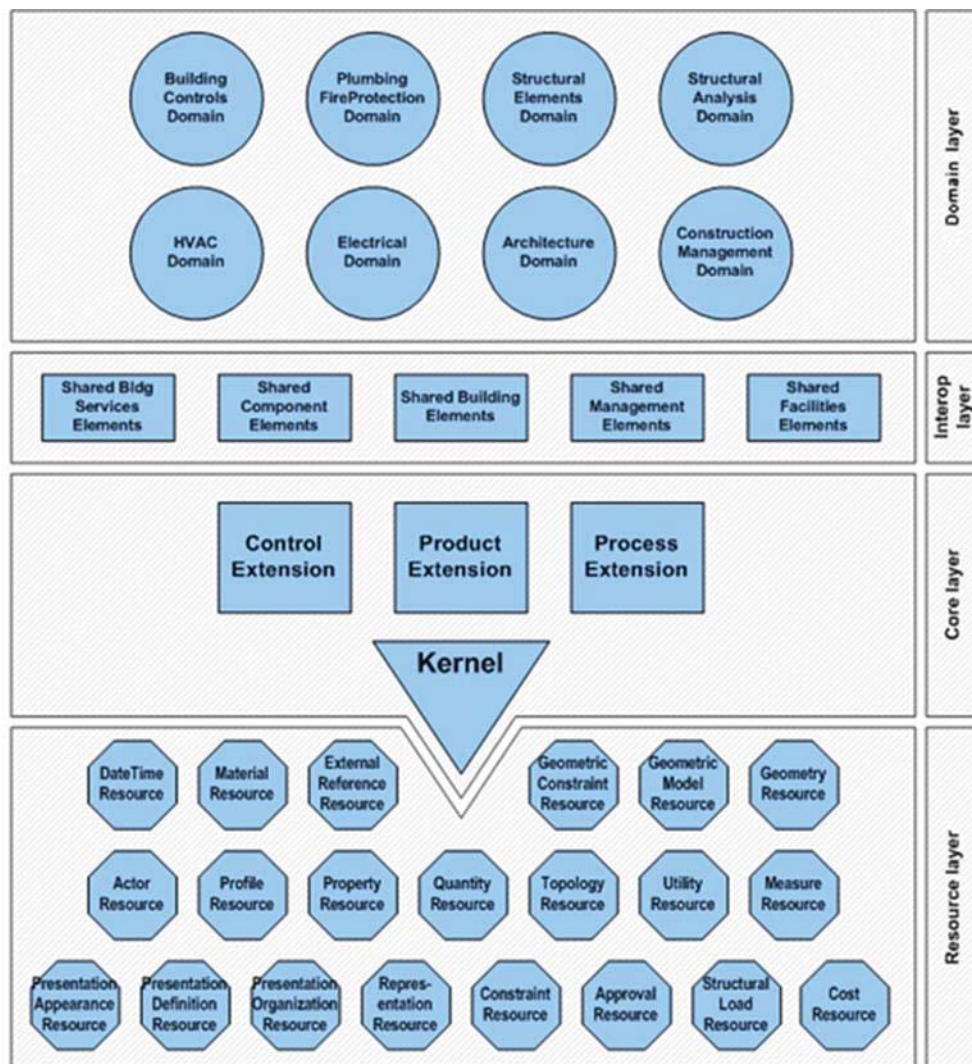 Building
Controls
Domain
Plumbing
FireProtection
Domain
Structural
Elements
Domain
Structural
Analysis
Domain
HVAC
Domain
Electrical
Domain
Architecture
Domain
Construction
Management
Domain
Domain layer
Shared Bldg
Services
Elements
Shared
Component
Elements
Shared Building
Elements
Shared
Management
Elements
Shared
Facilities
Elements
Interop
layer
Control
Extension
Product
Extension
Process
Extension
Kernel
Core layer
DateTime
Resource
Material
Resource
External
Reference
Resource
Geometric
Constraint
Resource
Geometric
Model
Resource
Geometry
Resource
Actor
Resource
Profile
Resource
Property
Resource
Quantity
Resource
Topology
Resource
Utility
Resource
Measure
Resource
Presentation
Appearance
Resource
Presentation
Definition
Resource
Presentation
Organization
Resource
Repres-
entation
Resource
Constraint
Resource
Approval
Resource
Structural
Load
Resource
Cost
Resource
Resource layer